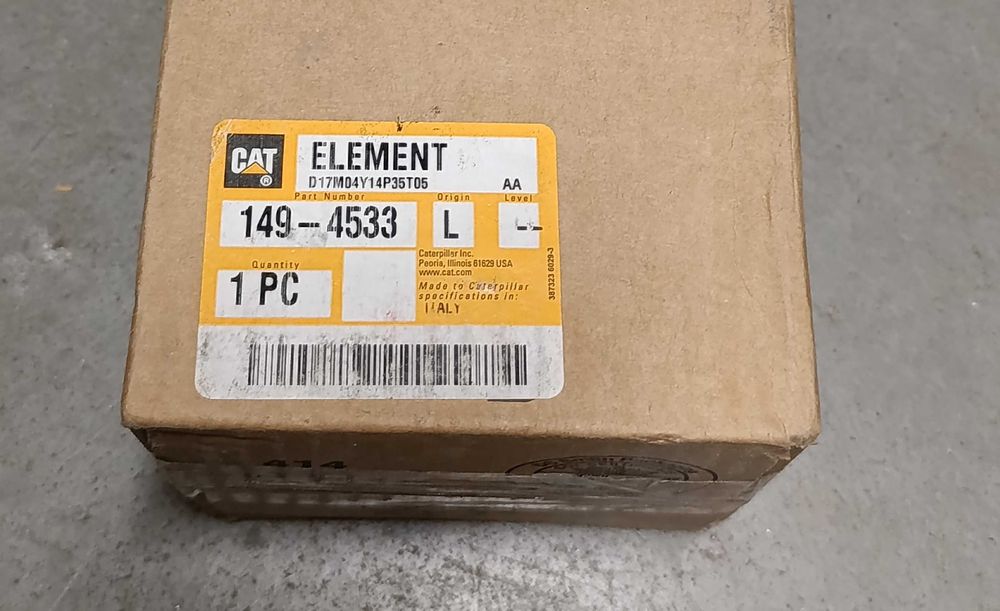 CAT
®
ELEMENT
D17M04Y14P35T05 AA
Part Number Origin Level
149-4533 L --
Quantity
1 PC
Caterpillar Inc.
Peoria, Illinois 61629 USA
www.cat.com
Made to Caterpillar
specifications in:
ITALY
387323 6029-3
414